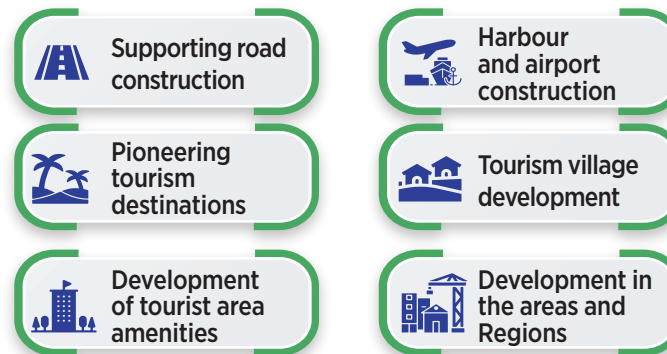 Supporting road
construction
Harbour
and airport
construction
Pioneering
tourism
destinations
Tourism village
development
Development
of tourist area
amenities
Development in
the areas and
Regions